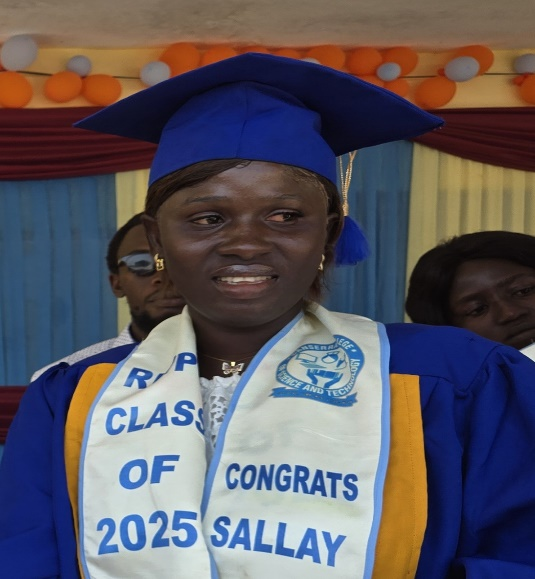 CLASS
OF
2025
CONGRATS
SALLAY
SCIENCE AND TECHNOLOGY